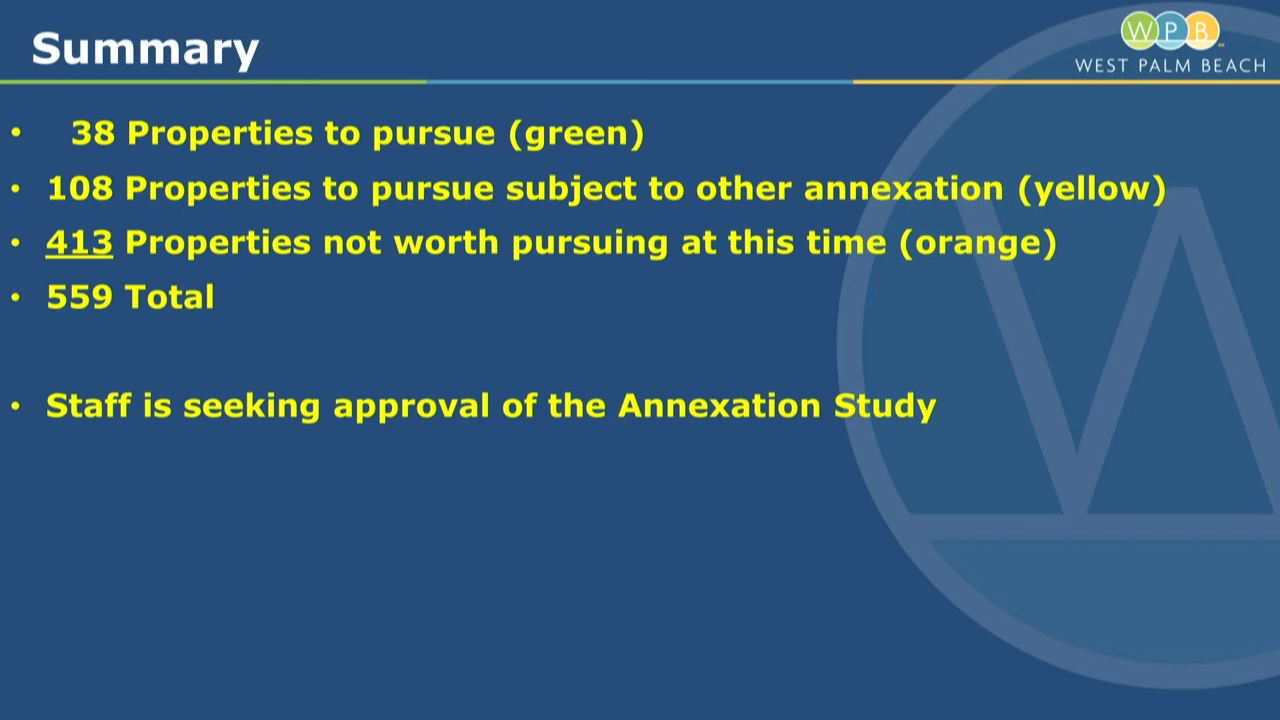 Summary
WPB
WEST PALM BEACH
• 38 Properties to pursue (green)
• 108 Properties to pursue subject to other annexation (yellow)
• 413 Properties not worth pursuing at this time (orange)
• 559 Total
• Staff is seeking approval of the Annexation Study